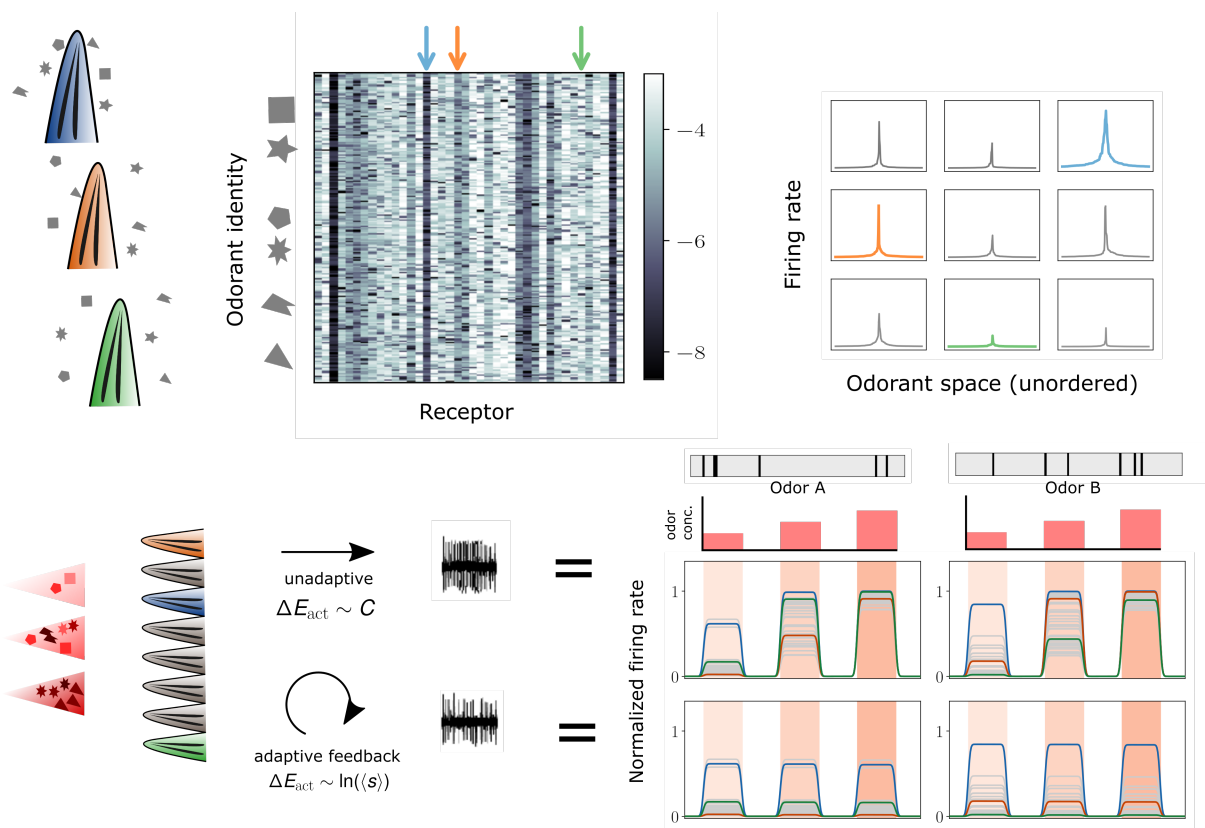 Odorant identity
Receptor
−4
−6
−8
Firing rate
Odorant space (unordered)
unadaptive
ΔE_act ∼ C
adaptive feedback
ΔE_act ∼ ln(⟨s⟩)
=
=
Odor A
Odor B
odor
conc.
Normalized firing rate
1
0
1
0
1
0
1
0